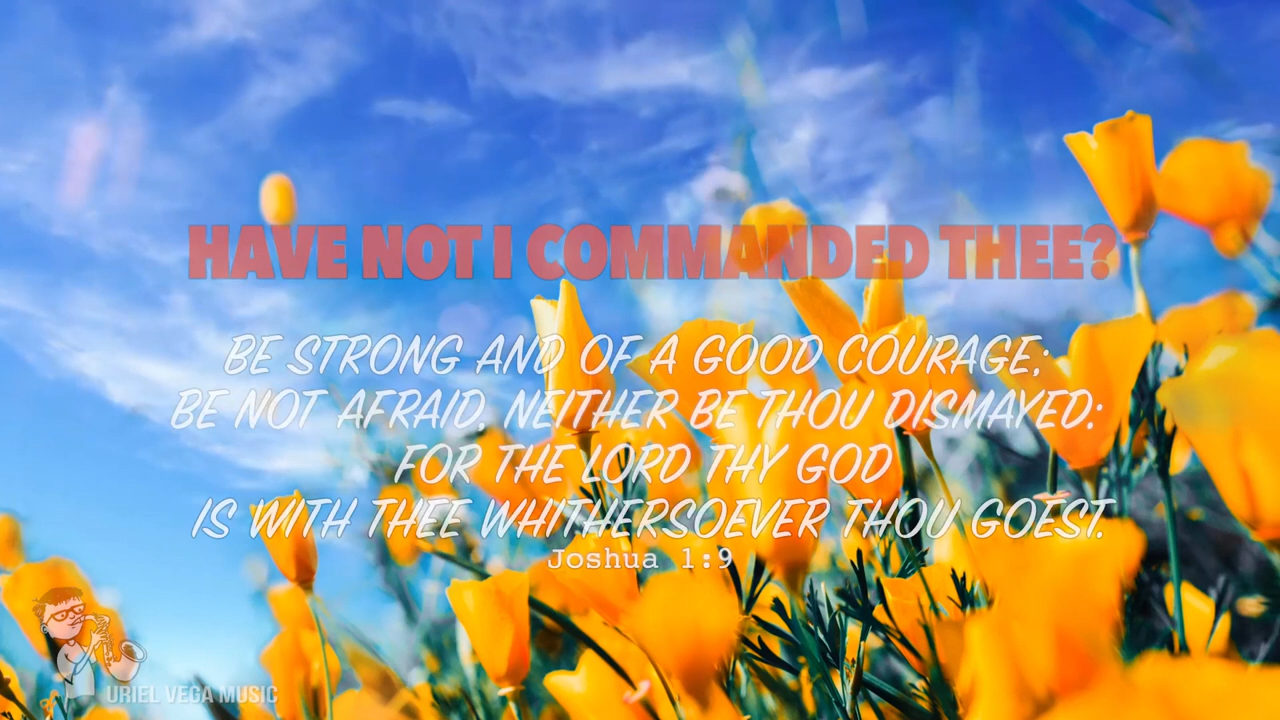 HAVE NOT I COMMANDED THEE?
BE STRONG AND OF A GOOD COURAGE;
BE NOT AFRAID, NEITHER BE THOU DISMAYED:
FOR THE LORD THY GOD
IS WITH THEE WHITHERSOEVER THOU GOEST.
Joshua 1:9
URIEL VEGA MUSIC